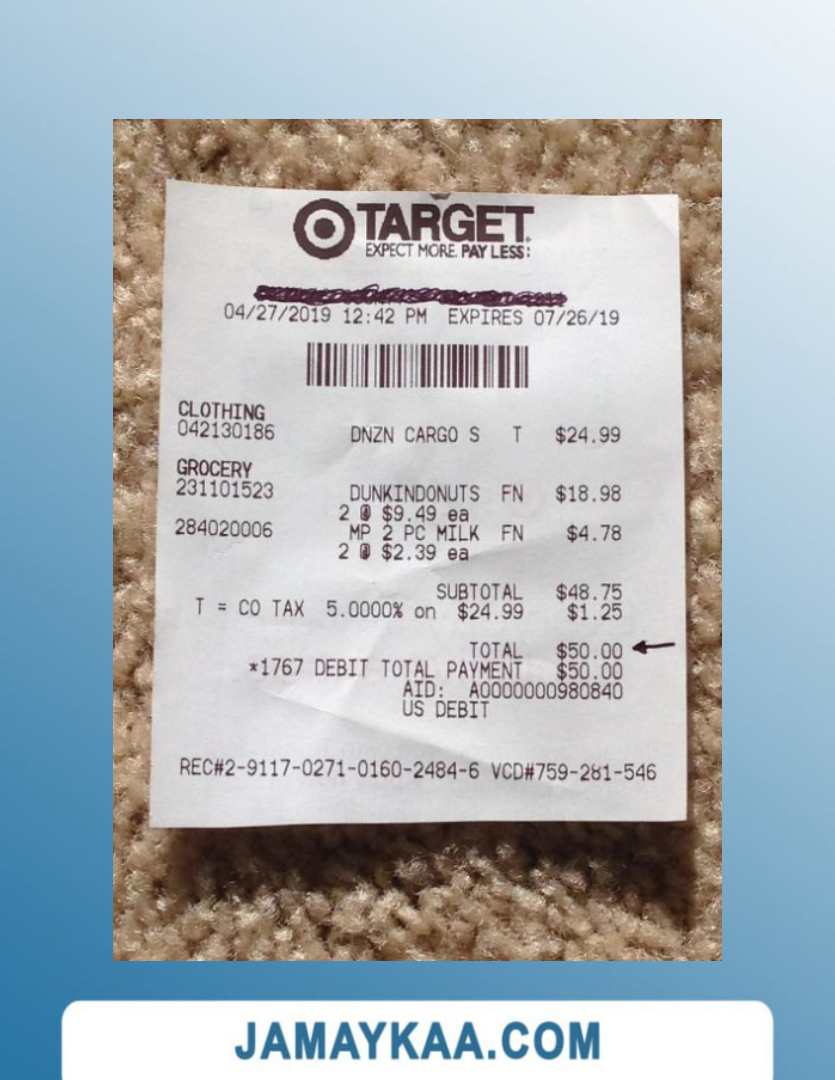 TARGET
EXPECT MORE. PAY LESS.
04/27/2019 12:42 PM EXPIRES 07/26/19
CLOTHING
042130186 DNZN CARGO S T $24.99
GROCERY
231101523 DUNKINDONUTS FN $18.98
2 @ $9.49 ea
284020006 MP 2 PC MILK FN $4.78
2 @ $2.39 ea
SUBTOTAL $48.75
T = CO TAX 5.0000% on $24.99 $1.25
TOTAL $50.00
*1767 DEBIT TOTAL PAYMENT $50.00
AID: A0000000980840
US DEBIT
REC#2-9117-0271-0160-2484-6 VCD#759-281-546
JAMAYKAA.COM